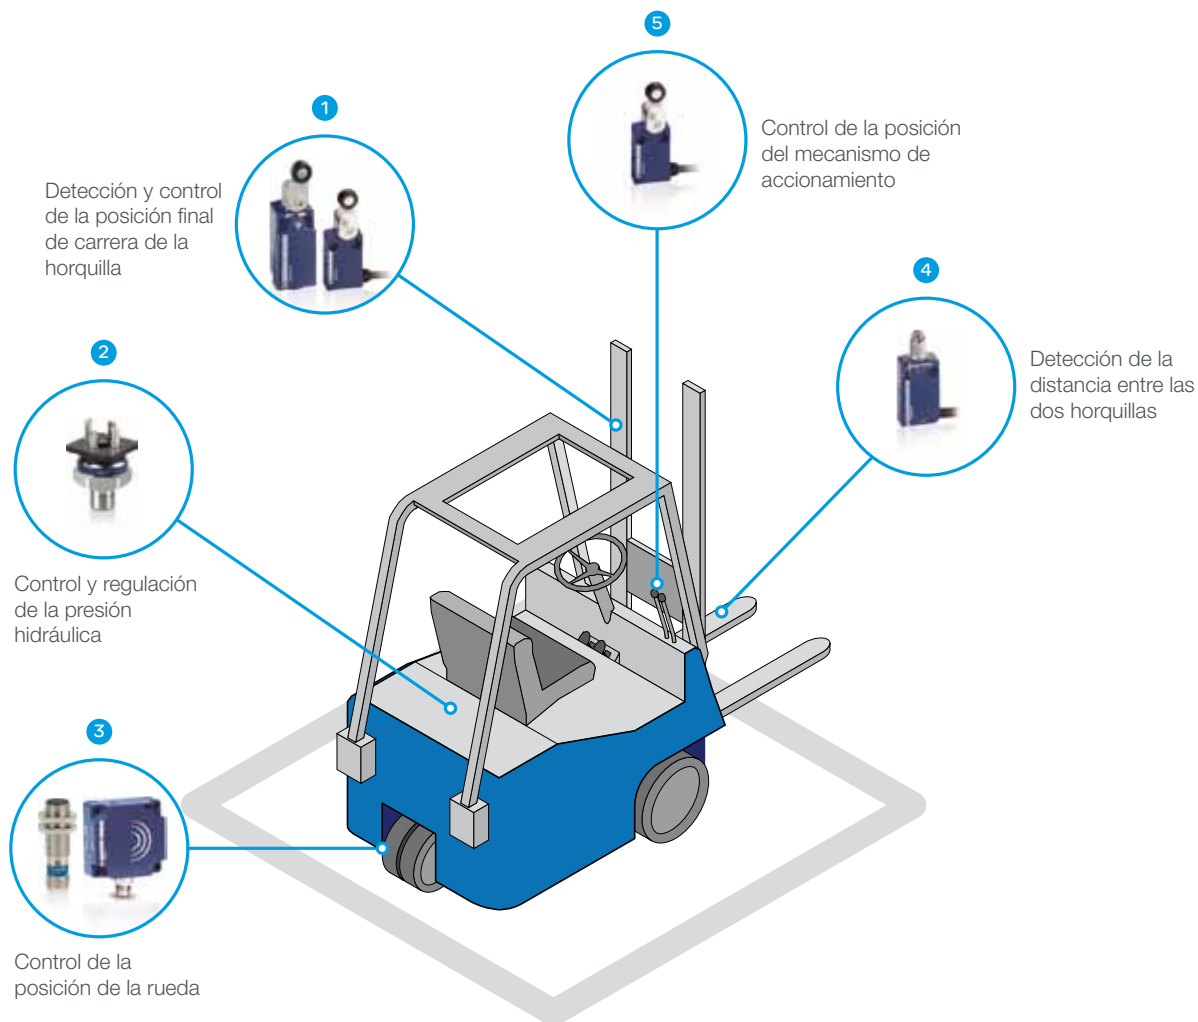 1
Detección y control
de la posición final
de carrera de la
horquilla
2
Control y regulación
de la presión
hidráulica
3
Control de la
posición de la rueda
4
Detección de la
distancia entre las
dos horquillas
5
Control de la posición
del mecanismo de
accionamiento